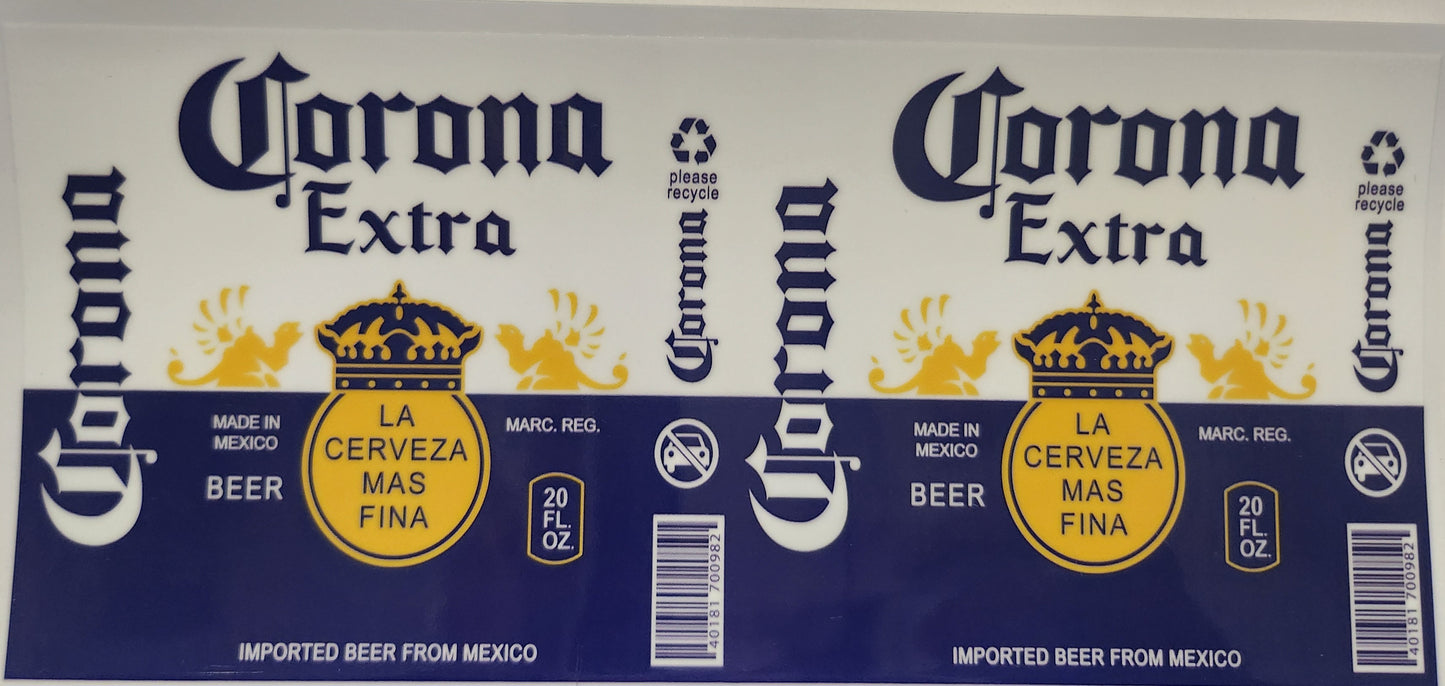 Corona
Corona
Extra
please
recycle
Corona
MADE IN
MEXICO
BEER
LA
CERVEZA
MAS
FINA
MARC. REG.
20
FL.
OZ.
40181 700982
IMPORTED BEER FROM MEXICO
Corona
Corona
Extra
please
recycle
Corona
MADE IN
MEXICO
BEER
LA
CERVEZA
MAS
FINA
MARC. REG.
20
FL.
OZ.
40181 700982
IMPORTED BEER FROM MEXICO